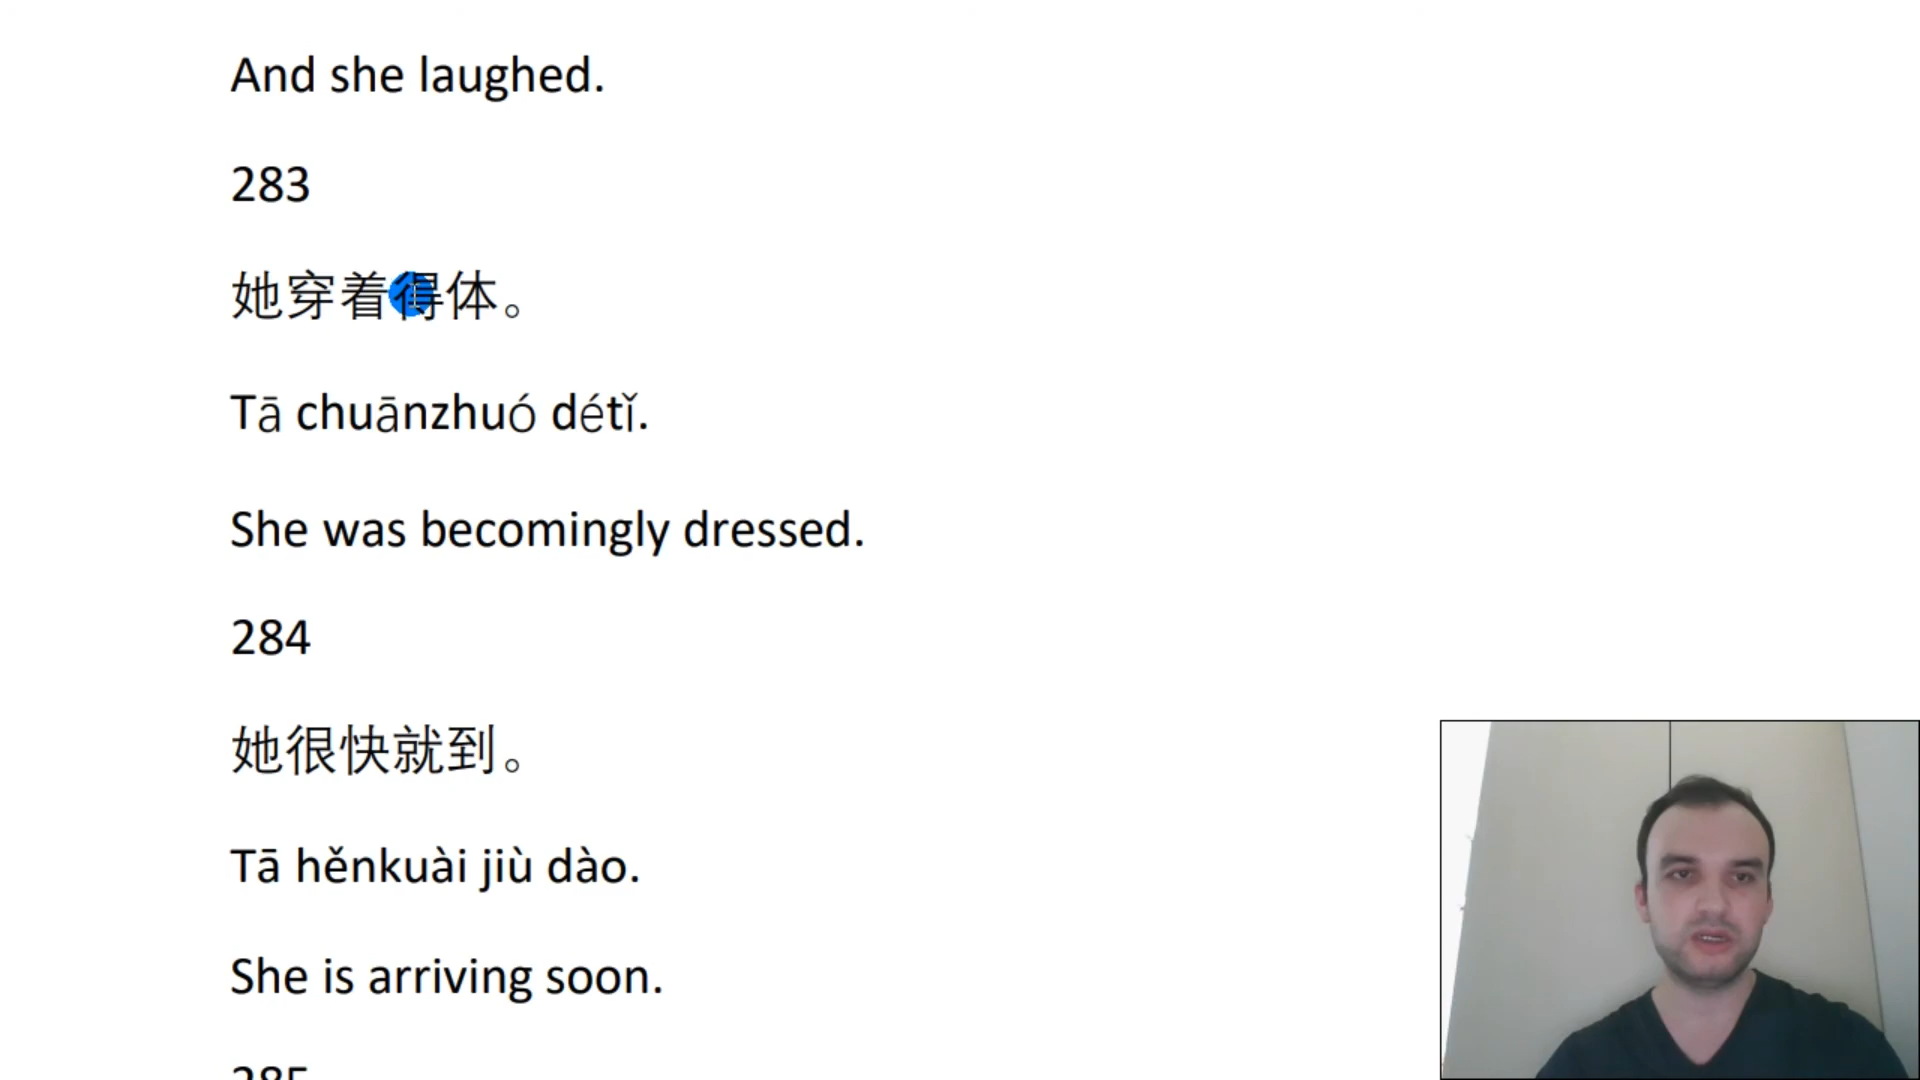 And she laughed.
283
她穿着得体。
Tā chuānzhuó détǐ.
She was becomingly dressed.
284
她很快就到。
Tā hěnkuài jiù dào.
She is arriving soon.
285